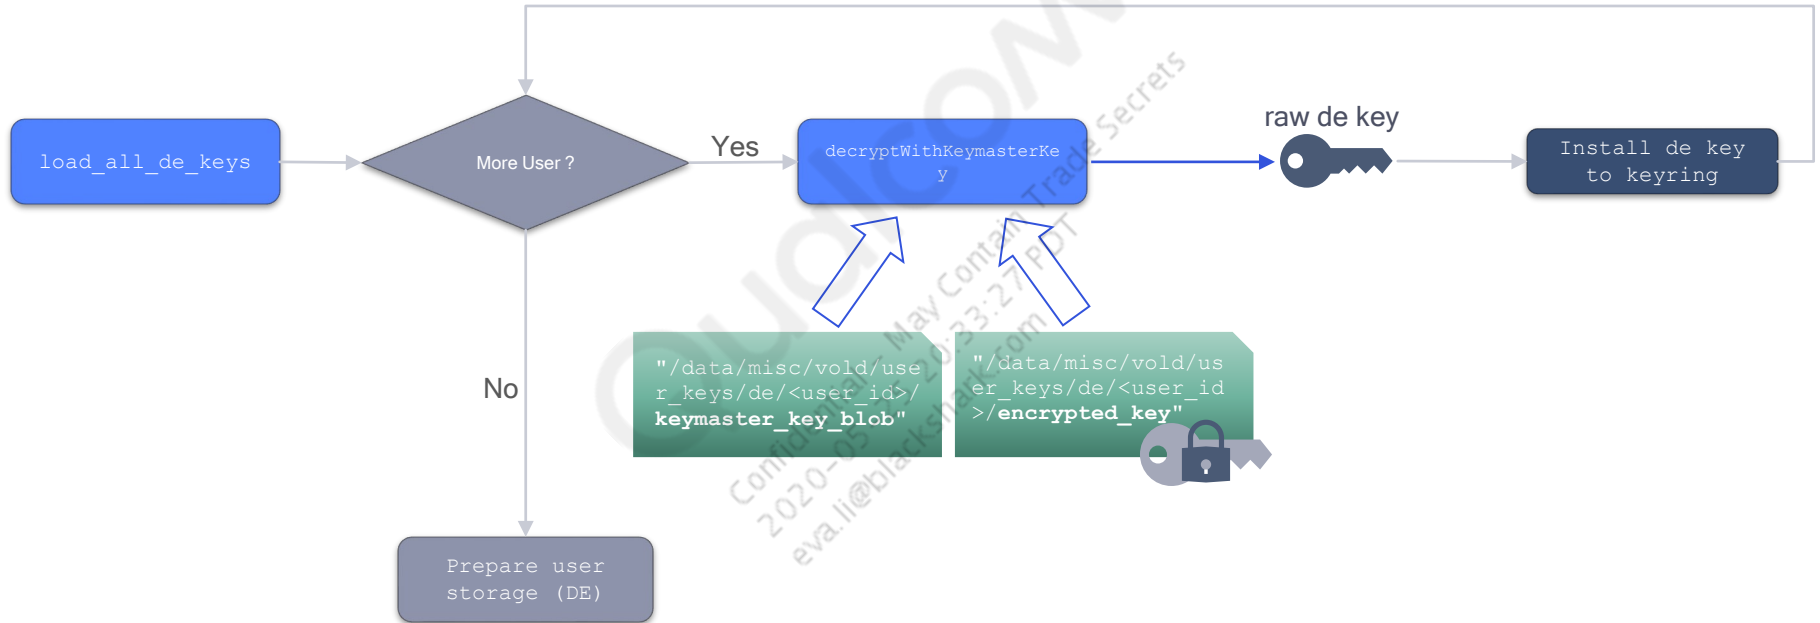 raw de key
load_all_de_keys
More User ?
Yes
decryptWithKeymasterKe
y
Install de key
to keyring
"/data/misc/vold/use
r_keys/de/<user_id>/
keymaster_key_blob"
"/data/misc/vold/us
er_keys/de/<user_id
>/encrypted_key"
No
Prepare user
storage (DE)
Qualcomm
Confidential - May Contain Trade Secrets
2020-05-25 20:33:27 PDT
eva.li@blackshark.com